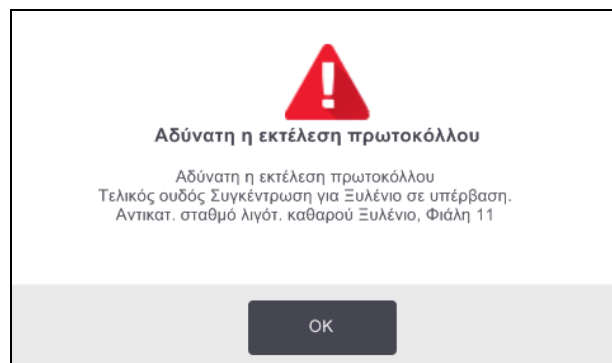 Αδύνατη η εκτέλεση πρωτοκόλλου
Αδύνατη η εκτέλεση πρωτοκόλλου
Τελικός ουδός Συγκέντρωση για Ξυλένιο σε υπέρβαση.
Αντικατ. σταθμό λιγότ. καθαρού Ξυλένιο, Φιάλη 11
OK